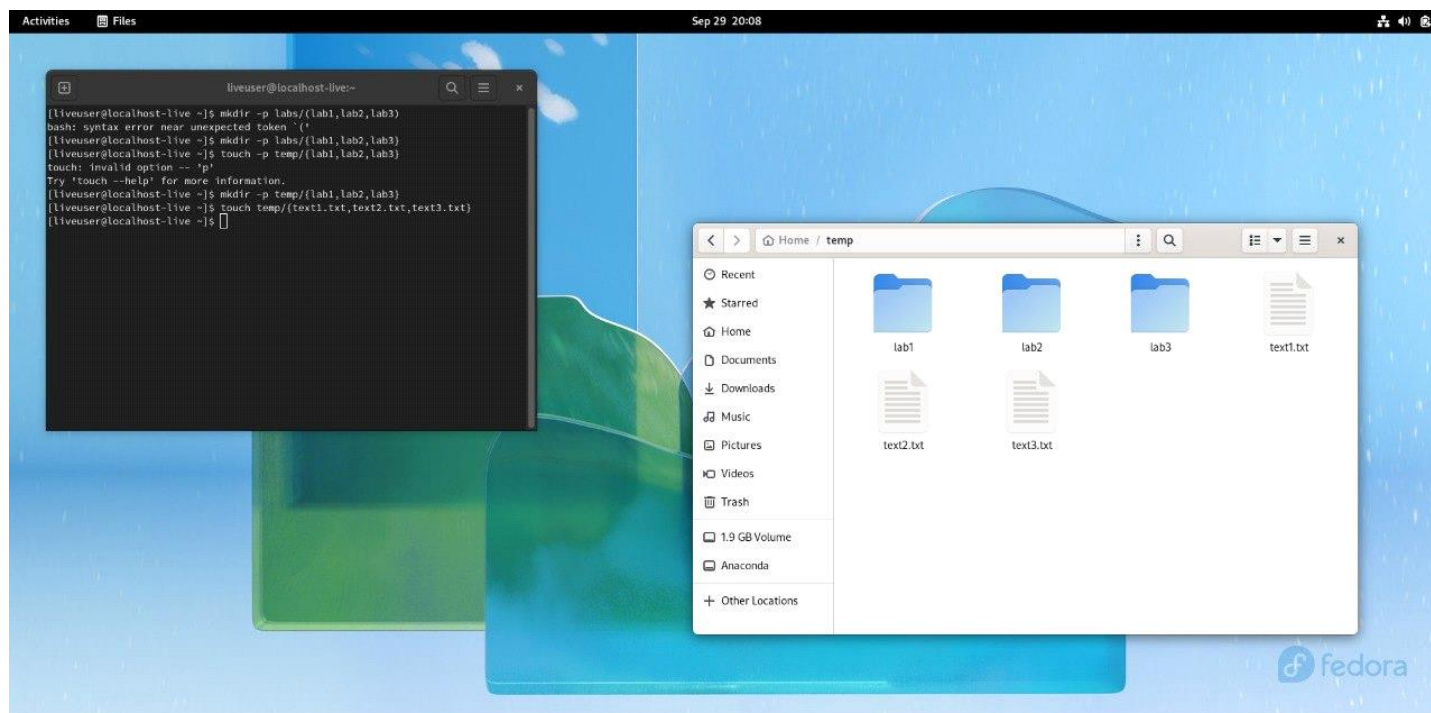 Activities Files Sep 29 20:08
liveuser@localhost-live:~
[liveuser@localhost-live ~]$ mkdir -p labs/(lab1,lab2,lab3)
bash: syntax error near unexpected token `('
[liveuser@localhost-live ~]$ mkdir -p labs/{lab1,lab2,lab3}
[liveuser@localhost-live ~]$ touch -p temp/{lab1,lab2,lab3}
touch: invalid option -- 'p'
Try 'touch --help' for more information.
[liveuser@localhost-live ~]$ mkdir -p temp/{lab1,lab2,lab3}
[liveuser@localhost-live ~]$ touch temp/{text1.txt,text2.txt,text3.txt}
[liveuser@localhost-live ~]$
Home / temp
Recent
Starred
Home
Documents
Downloads
Music
Pictures
Videos
Trash
1.9 GB Volume
Anaconda
+ Other Locations
lab1 lab2 lab3 text1.txt
text2.txt text3.txt
fedora